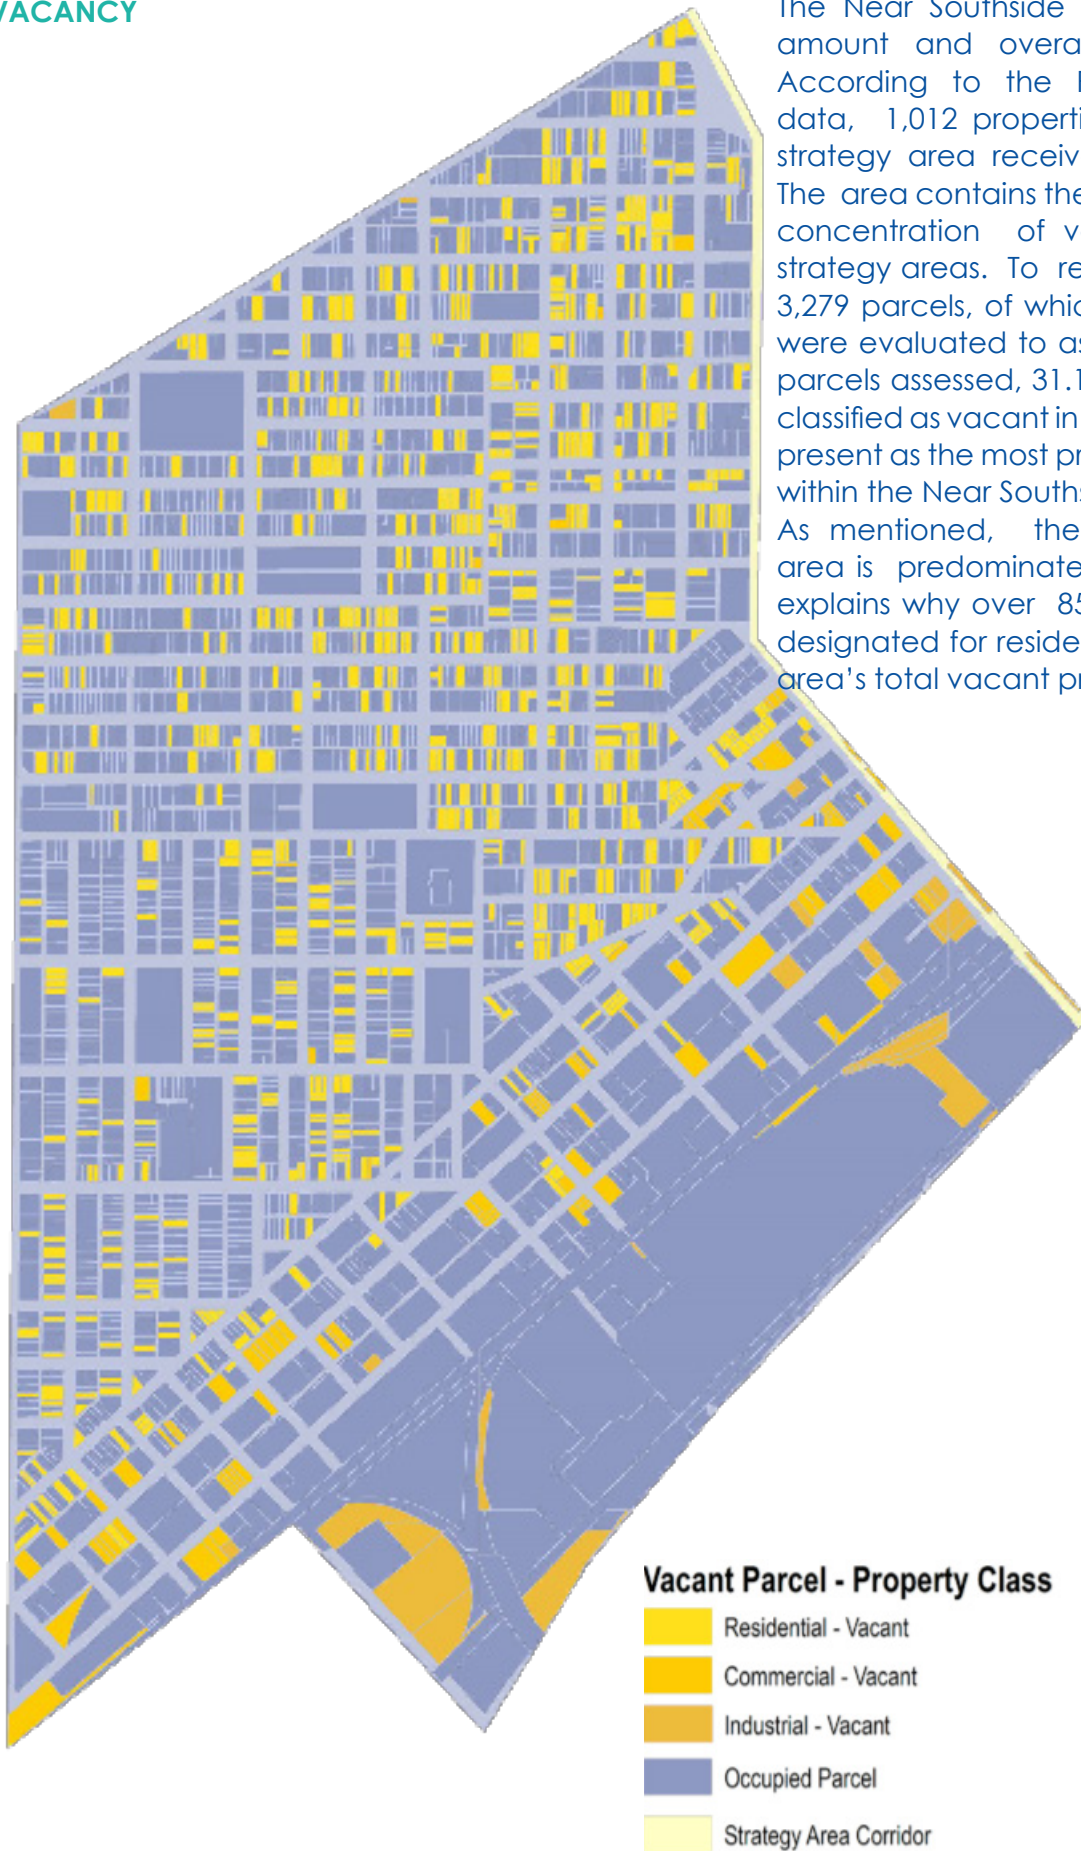 VACANCY
The Near Southside
amount and overa
According to the
data, 1,012 properti
strategy area receiv
The area contains the
concentration of v
strategy areas. To re
3,279 parcels, of whic
were evaluated to as
parcels assessed, 31.1
classified as vacant in
present as the most pr
within the Near Souths
As mentioned, the
area is predominate
explains why over 85
designated for reside
area's total vacant pr
Vacant Parcel - Property Class
Residential - Vacant
Commercial - Vacant
Industrial - Vacant
Occupied Parcel
Strategy Area Corridor